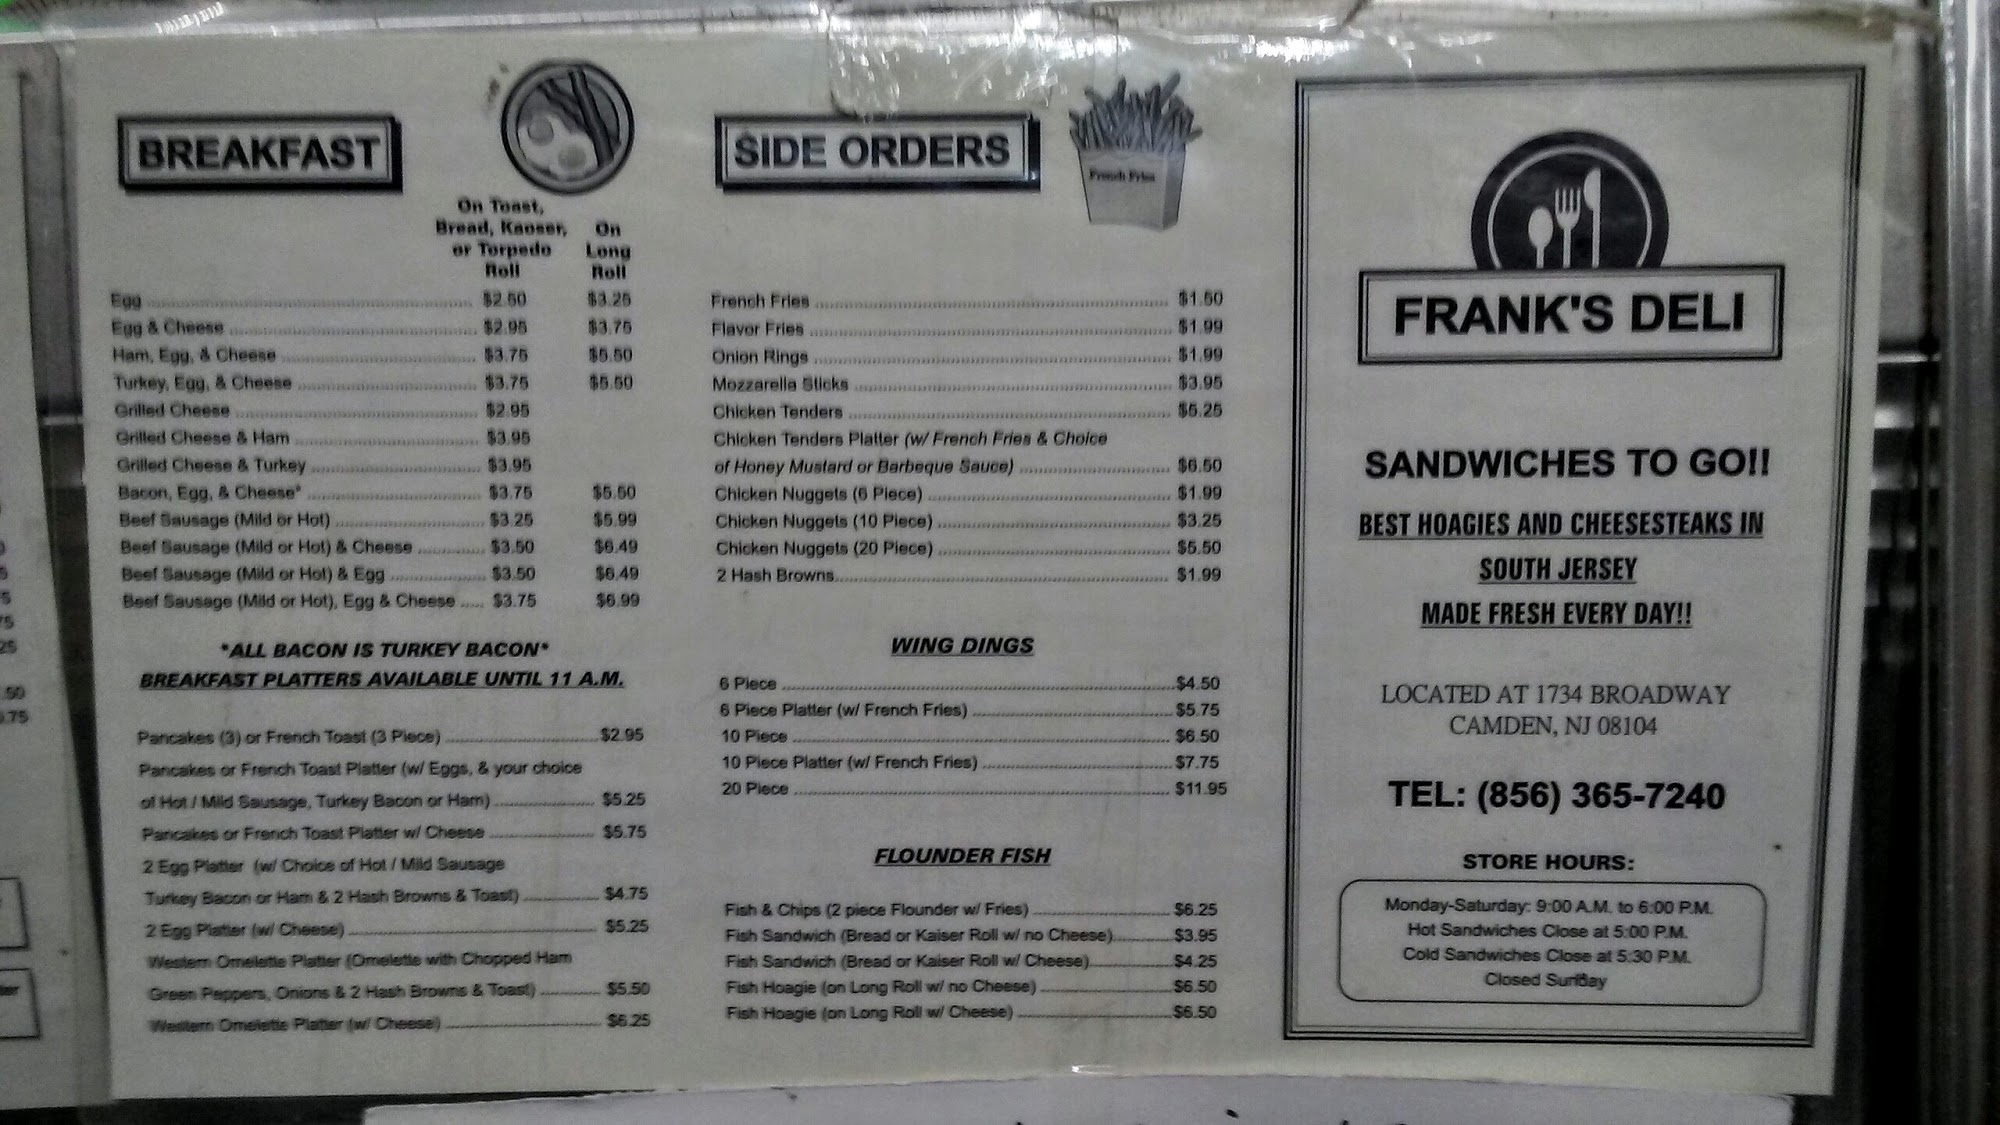 BREAKFAST
On Toast,
Bread, Kaoser,
or Torpedo
Roll
On
Long
Roll
Egg $2.50 $3.25
Egg & Cheese $2.95 $3.75
Ham, Egg, & Cheese $3.75 $5.50
Turkey, Egg, & Cheese $3.75 $5.50
Grilled Cheese $2.95
Grilled Cheese & Ham $3.95
Grilled Cheese & Turkey $3.95
Bacon, Egg, & Cheese* $3.75 $5.50
Beef Sausage (Mild or Hot) $3.25 $5.99
Beef Sausage (Mild or Hot) & Cheese $3.50 $6.49
Beef Sausage (Mild or Hot) & Egg $3.50 $6.49
Beef Sausage (Mild or Hot), Egg & Cheese $3.75 $6.99
*ALL BACON IS TURKEY BACON*
BREAKFAST PLATTERS AVAILABLE UNTIL 11 A.M.
Pancakes (3) or French Toast (3 Piece) $2.95
Pancakes or French Toast Platter (w/ Eggs, & your choice
of Hot / Mild Sausage, Turkey Bacon or Ham) $5.25
Pancakes or French Toast Platter w/ Cheese $5.75
2 Egg Platter (w/ Choice of Hot / Mild Sausage
Turkey Bacon or Ham & 2 Hash Browns & Toast) $4.75
2 Egg Platter (w/ Cheese) $5.25
Western Omelette Platter (Omelette with Chopped Ham
Green Peppers, Onions & 2 Hash Browns & Toast) $5.50
Western Omelette Platter (w/ Cheese) $6.25
SIDE ORDERS
French Fries
French Fries $1.50
Flavor Fries $1.99
Onion Rings $1.99
Mozzarella Sticks $3.95
Chicken Tenders $5.25
Chicken Tenders Platter (w/ French Fries & Choice
of Honey Mustard or Barbeque Sauce) $6.50
Chicken Nuggets (6 Piece) $1.99
Chicken Nuggets (10 Piece) $3.25
Chicken Nuggets (20 Piece) $5.50
2 Hash Browns $1.99
WING DINGS
6 Piece $4.50
6 Piece Platter (w/ French Fries) $5.75
10 Piece $6.50
10 Piece Platter (w/ French Fries) $7.75
20 Piece $11.95
FLOUNDER FISH
Fish & Chips (2 piece Flounder w/ Fries) $6.25
Fish Sandwich (Bread or Kaiser Roll w/ no Cheese) $3.95
Fish Sandwich (Bread or Kaiser Roll w/ Cheese) $4.25
Fish Hoagie (on Long Roll w/ no Cheese) $6.50
Fish Hoagie (on Long Roll w/ Cheese) $6.50
FRANK'S DELI
SANDWICHES TO GO!!
BEST HOAGIES AND CHEESESTEAKS IN
SOUTH JERSEY
MADE FRESH EVERY DAY!!
LOCATED AT 1734 BROADWAY
CAMDEN, NJ 08104
TEL: (856) 365-7240
STORE HOURS:
Monday-Saturday: 9:00 A.M. to 6:00 P.M.
Hot Sandwiches Close at 5:00 P.M.
Cold Sandwiches Close at 5:30 P.M.
Closed Sunday